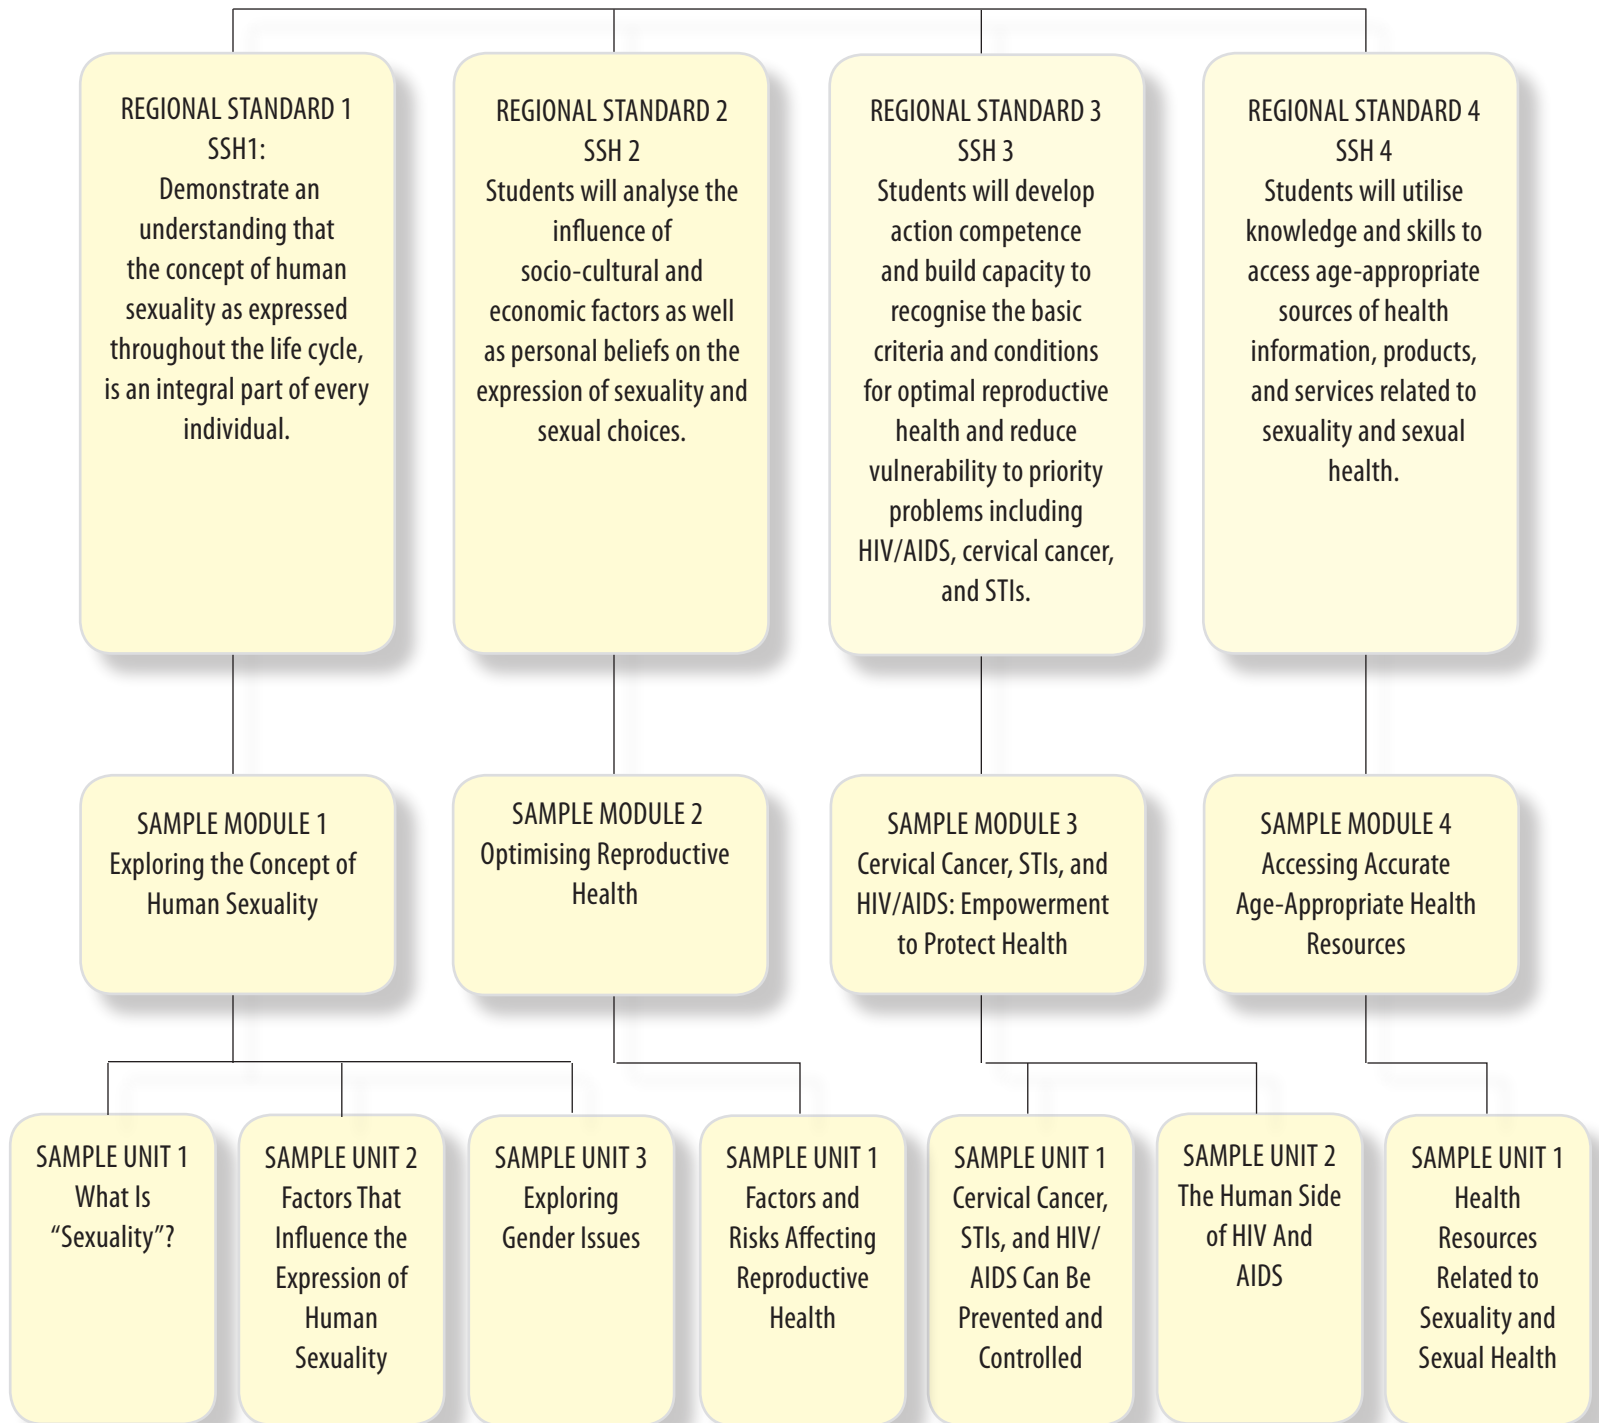 REGIONAL STANDARD 1
SSH1:
Demonstrate an
understanding that
the concept of human
sexuality as expressed
throughout the life cycle,
is an integral part of every
individual.
REGIONAL STANDARD 2
SSH 2
Students will analyse the
influence of
socio-cultural and
economic factors as well
as personal beliefs on the
expression of sexuality and
sexual choices.
REGIONAL STANDARD 3
SSH 3
Students will develop
action competence
and build capacity to
recognise the basic
criteria and conditions
for optimal reproductive
health and reduce
vulnerability to priority
problems including
HIV/AIDS, cervical cancer,
and STIs.
REGIONAL STANDARD 4
SSH 4
Students will utilise
knowledge and skills to
access age-appropriate
sources of health
information, products,
and services related to
sexuality and sexual
health.
SAMPLE MODULE 1
Exploring the Concept of
Human Sexuality
SAMPLE MODULE 2
Optimising Reproductive
Health
SAMPLE MODULE 3
Cervical Cancer, STIs, and
HIV/AIDS: Empowerment
to Protect Health
SAMPLE MODULE 4
Accessing Accurate
Age-Appropriate Health
Resources
SAMPLE UNIT 1
What Is
“Sexuality”?
SAMPLE UNIT 2
Factors That
Influence the
Expression of
Human
Sexuality
SAMPLE UNIT 3
Exploring
Gender Issues
SAMPLE UNIT 1
Factors and
Risks Affecting
Reproductive
Health
SAMPLE UNIT 1
Cervical Cancer,
STIs, and HIV/
AIDS Can Be
Prevented and
Controlled
SAMPLE UNIT 2
The Human Side
of HIV And
AIDS
SAMPLE UNIT 1
Health
Resources
Related to
Sexuality and
Sexual Health